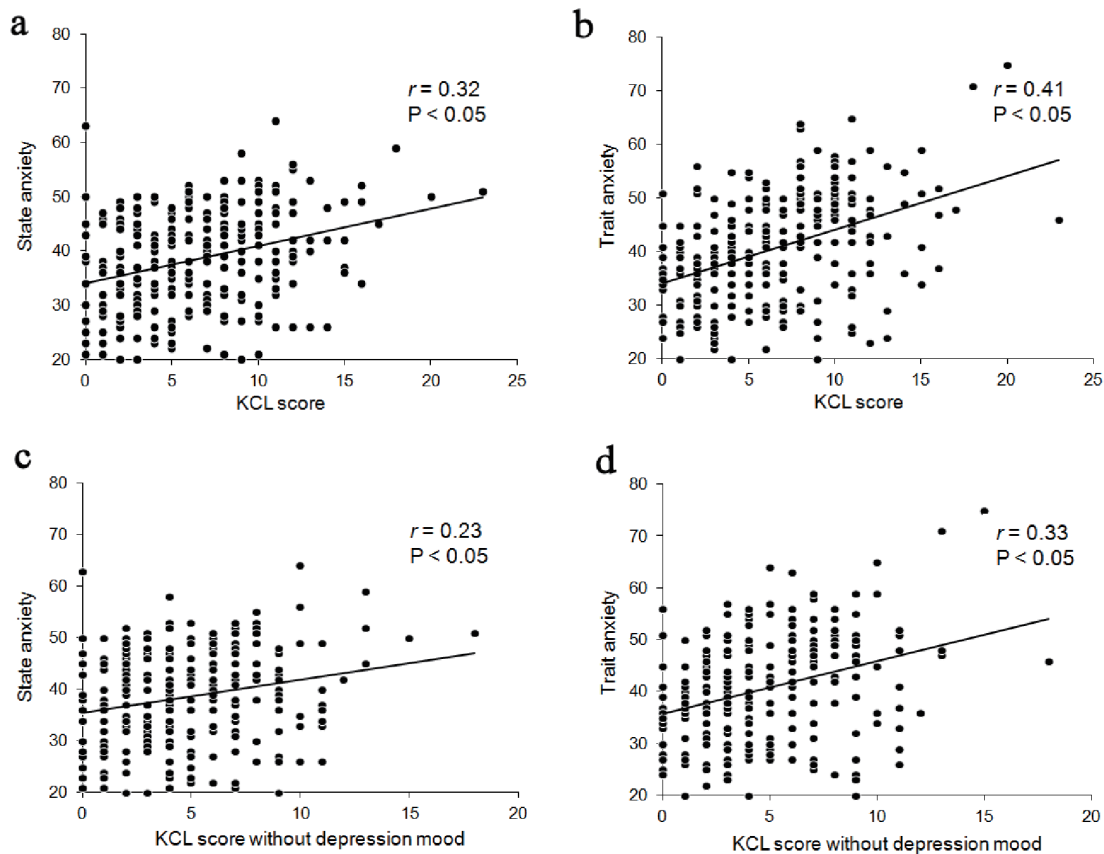 a
State anxiety
80
70
60
50
40
30
20
r = 0.32
P < 0.05
0
5
10
15
20
25
KCL score
b
Trait anxiety
80
70
60
50
40
30
20
r = 0.41
P < 0.05
0
5
10
15
20
25
KCL score
c
State anxiety
80
70
60
50
40
30
20
r = 0.23
P < 0.05
0
5
10
15
20
KCL score without depression mood
d
Trait anxiety
80
70
60
50
40
30
20
r = 0.33
P < 0.05
0
5
10
15
20
KCL score without depression mood